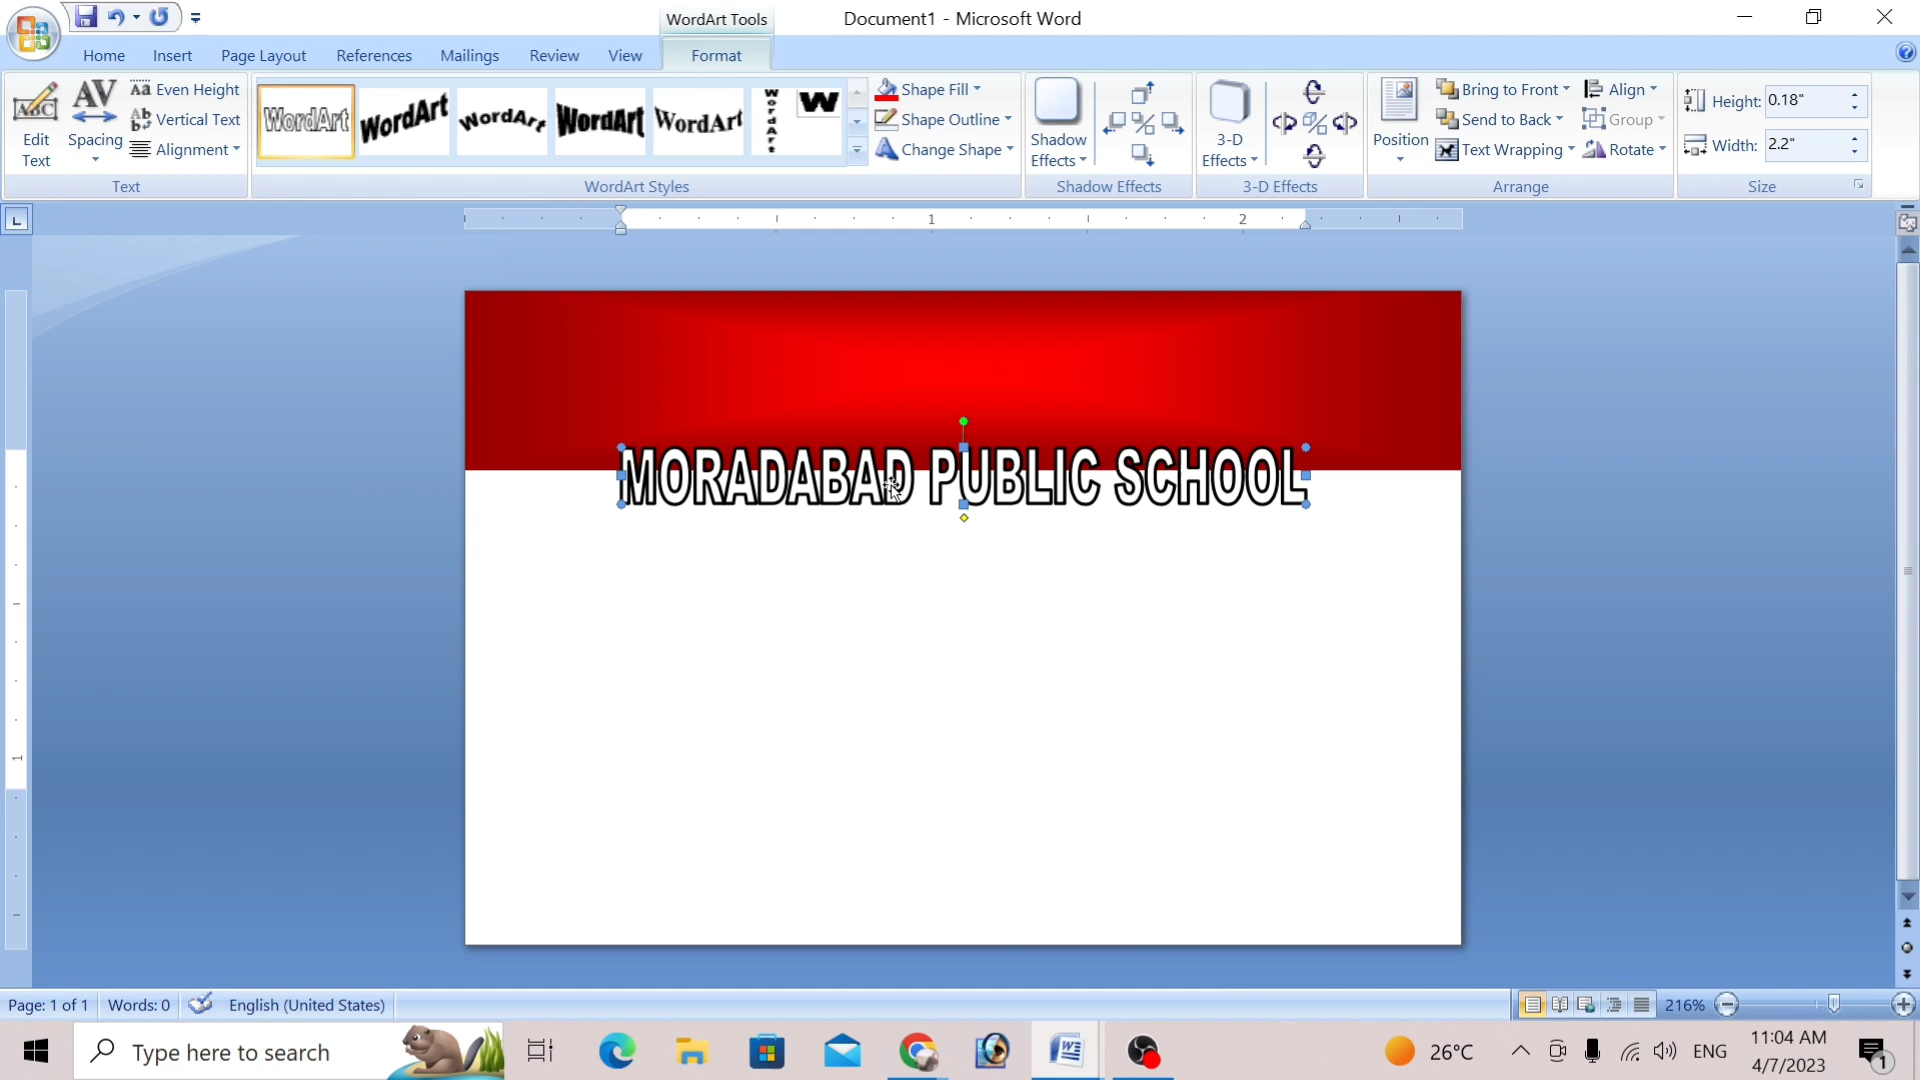 WordArt Tools
Document1 - Microsoft Word
Home Insert Page Layout References Mailings Review View Format
Edit Text
Spacing
Even Height
Vertical Text
Alignment
Text
WordArt WordArt WordArt WordArt WordArt WordArt W
WordArt Styles
Shape Fill
Shape Outline
Change Shape
Shadow Effects
Shadow Effects
3-D Effects
3-D Effects
Position
Bring to Front
Send to Back
Text Wrapping
Align
Group
Rotate
Arrange
Height: 0.18"
Width: 2.2"
Size
1 2
MORADABAD PUBLIC SCHOOL
1
Page: 1 of 1 Words: 0 English (United States) 216%
Type here to search
26°C ENG
11:04 AM
4/7/2023
1